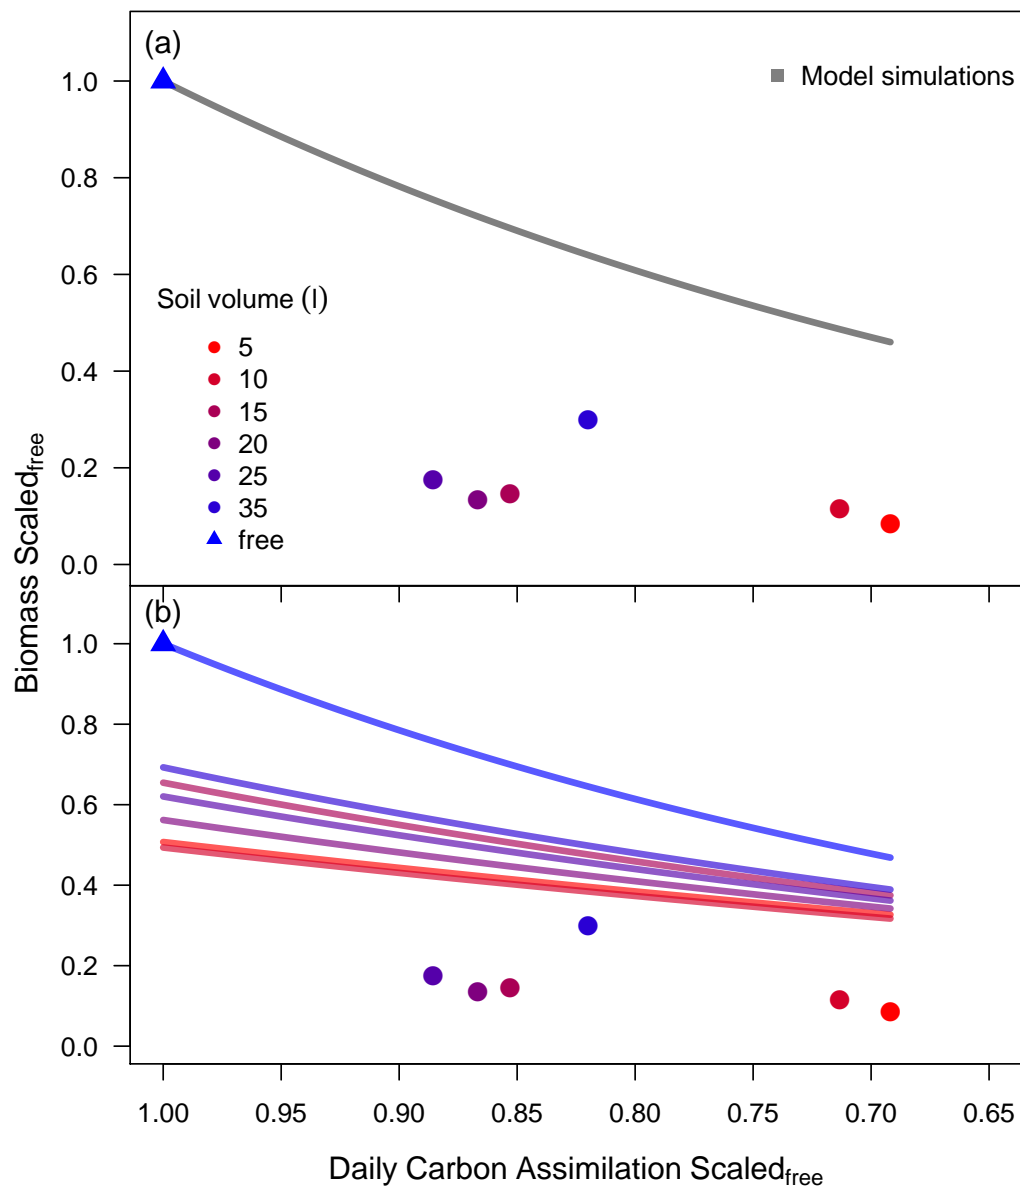 (a)
Model simulations
1.0
0.8
0.6
0.4
0.2
0.0
Soil volume (l)
5
10
15
20
25
35
free
Biomass Scaledfree
(b)
1.0
0.8
0.6
0.4
0.2
0.0
1.00 0.95 0.90 0.85 0.80 0.75 0.70 0.65
Daily Carbon Assimilation Scaledfree